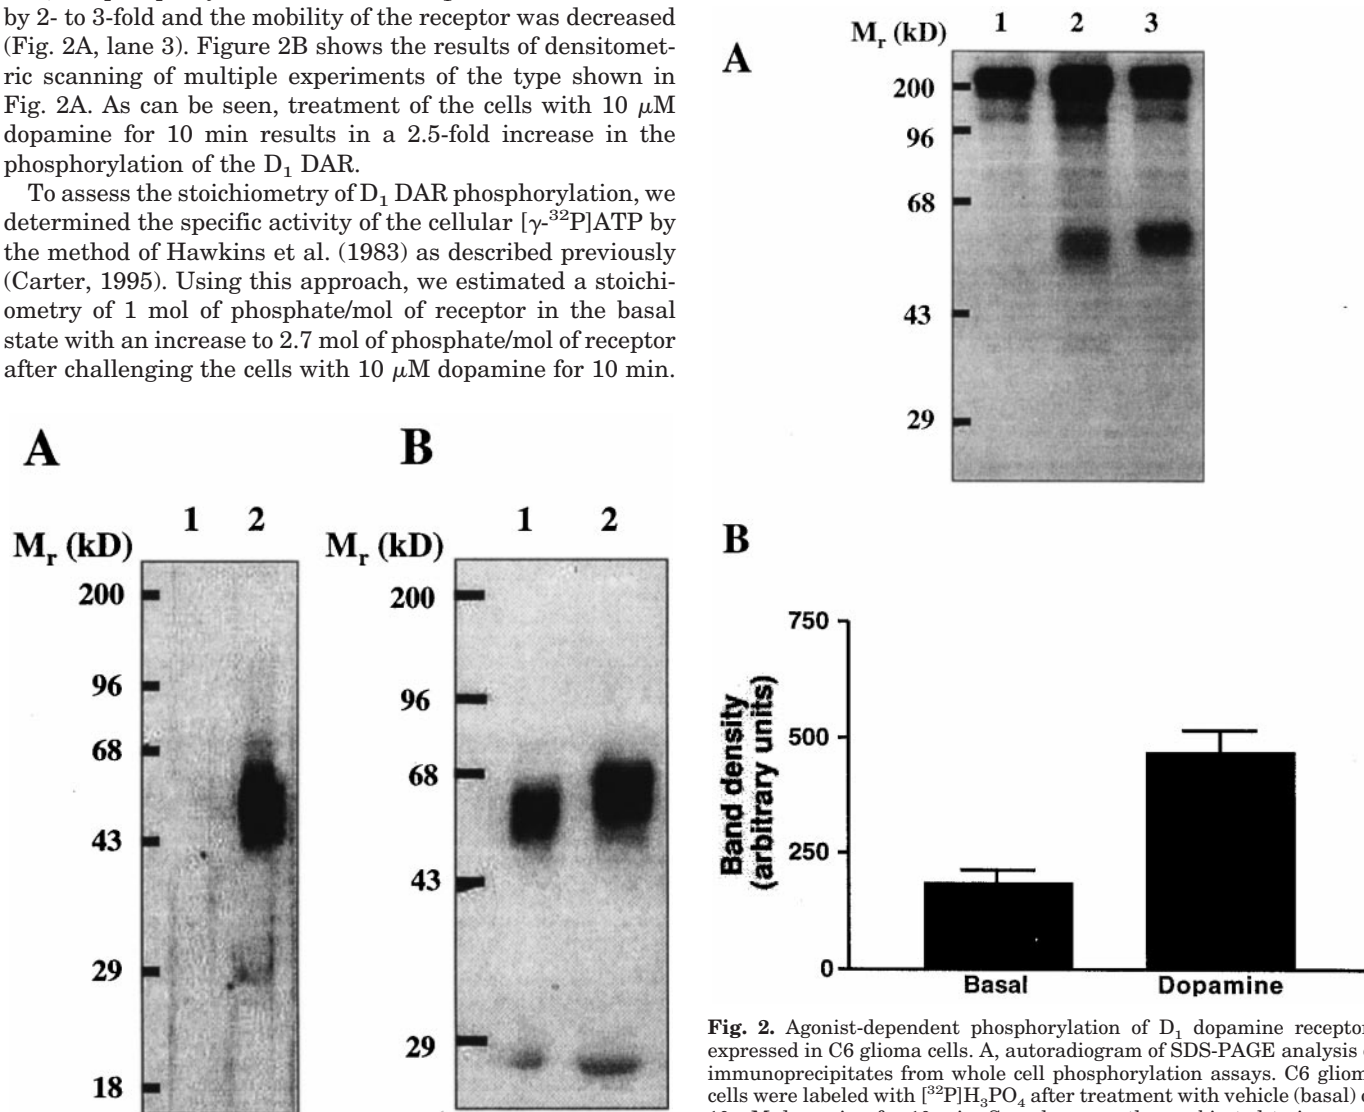 by 2- to 3-fold and the mobility of the receptor was decreased
(Fig. 2A, lane 3). Figure 2B shows the results of densitomet-
ric scanning of multiple experiments of the type shown in
Fig. 2A. As can be seen, treatment of the cells with 10 μM
dopamine for 10 min results in a 2.5-fold increase in the
phosphorylation of the D₁ DAR.
To assess the stoichiometry of D₁ DAR phosphorylation, we
determined the specific activity of the cellular [γ-³²P]ATP by
the method of Hawkins et al. (1983) as described previously
(Carter, 1995). Using this approach, we estimated a stoichi-
ometry of 1 mol of phosphate/mol of receptor in the basal
state with an increase to 2.7 mol of phosphate/mol of receptor
after challenging the cells with 10 μM dopamine for 10 min.
A
1 2
Mᵣ (kD)
200
96
68
43
29
18
B
1 2
Mᵣ (kD)
200
96
68
43
29
A
Mᵣ (kD) 1 2 3
200
96
68
43
29
B
Band density
(arbitrary units)
750
500
250
0
Basal Dopamine
Fig. 2. Agonist-dependent phosphorylation of D₁ dopamine receptor
expressed in C6 glioma cells. A, autoradiogram of SDS-PAGE analysis
immunoprecipitates from whole cell phosphorylation assays. C6 gliom
cells were labeled with [³²P]H₃PO₄ after treatment with vehicle (basal)